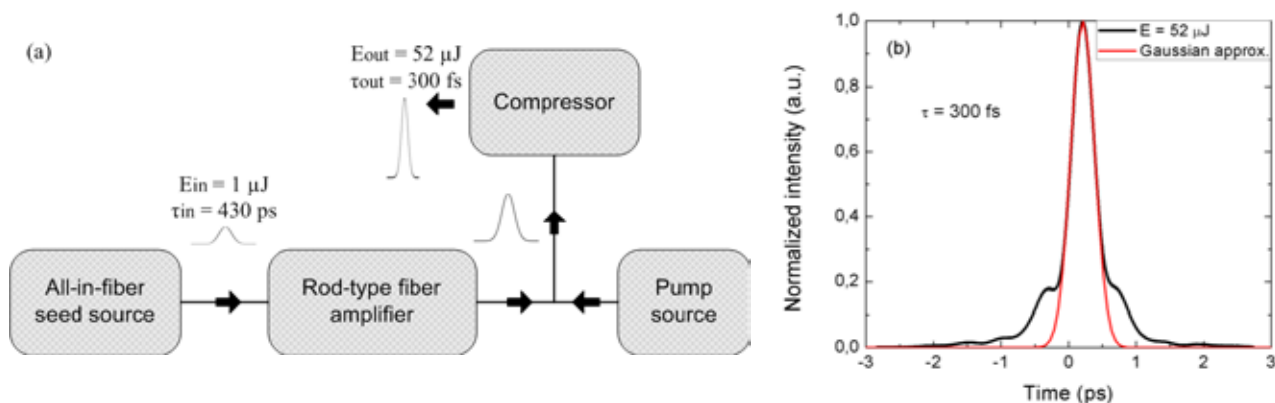 (a)
Eout = 52 µJ
τout = 300 fs
Compressor
Ein = 1 µJ
τin = 430 ps
All-in-fiber
seed source
Rod-type fiber
amplifier
Pump
source
(b)
E = 52 µJ
Gaussian approx.
τ = 300 fs
Normalized intensity (a.u.)
1,0
0,8
0,6
0,4
0,2
0,0
-3
-2
-1
0
1
2
3
Time (ps)